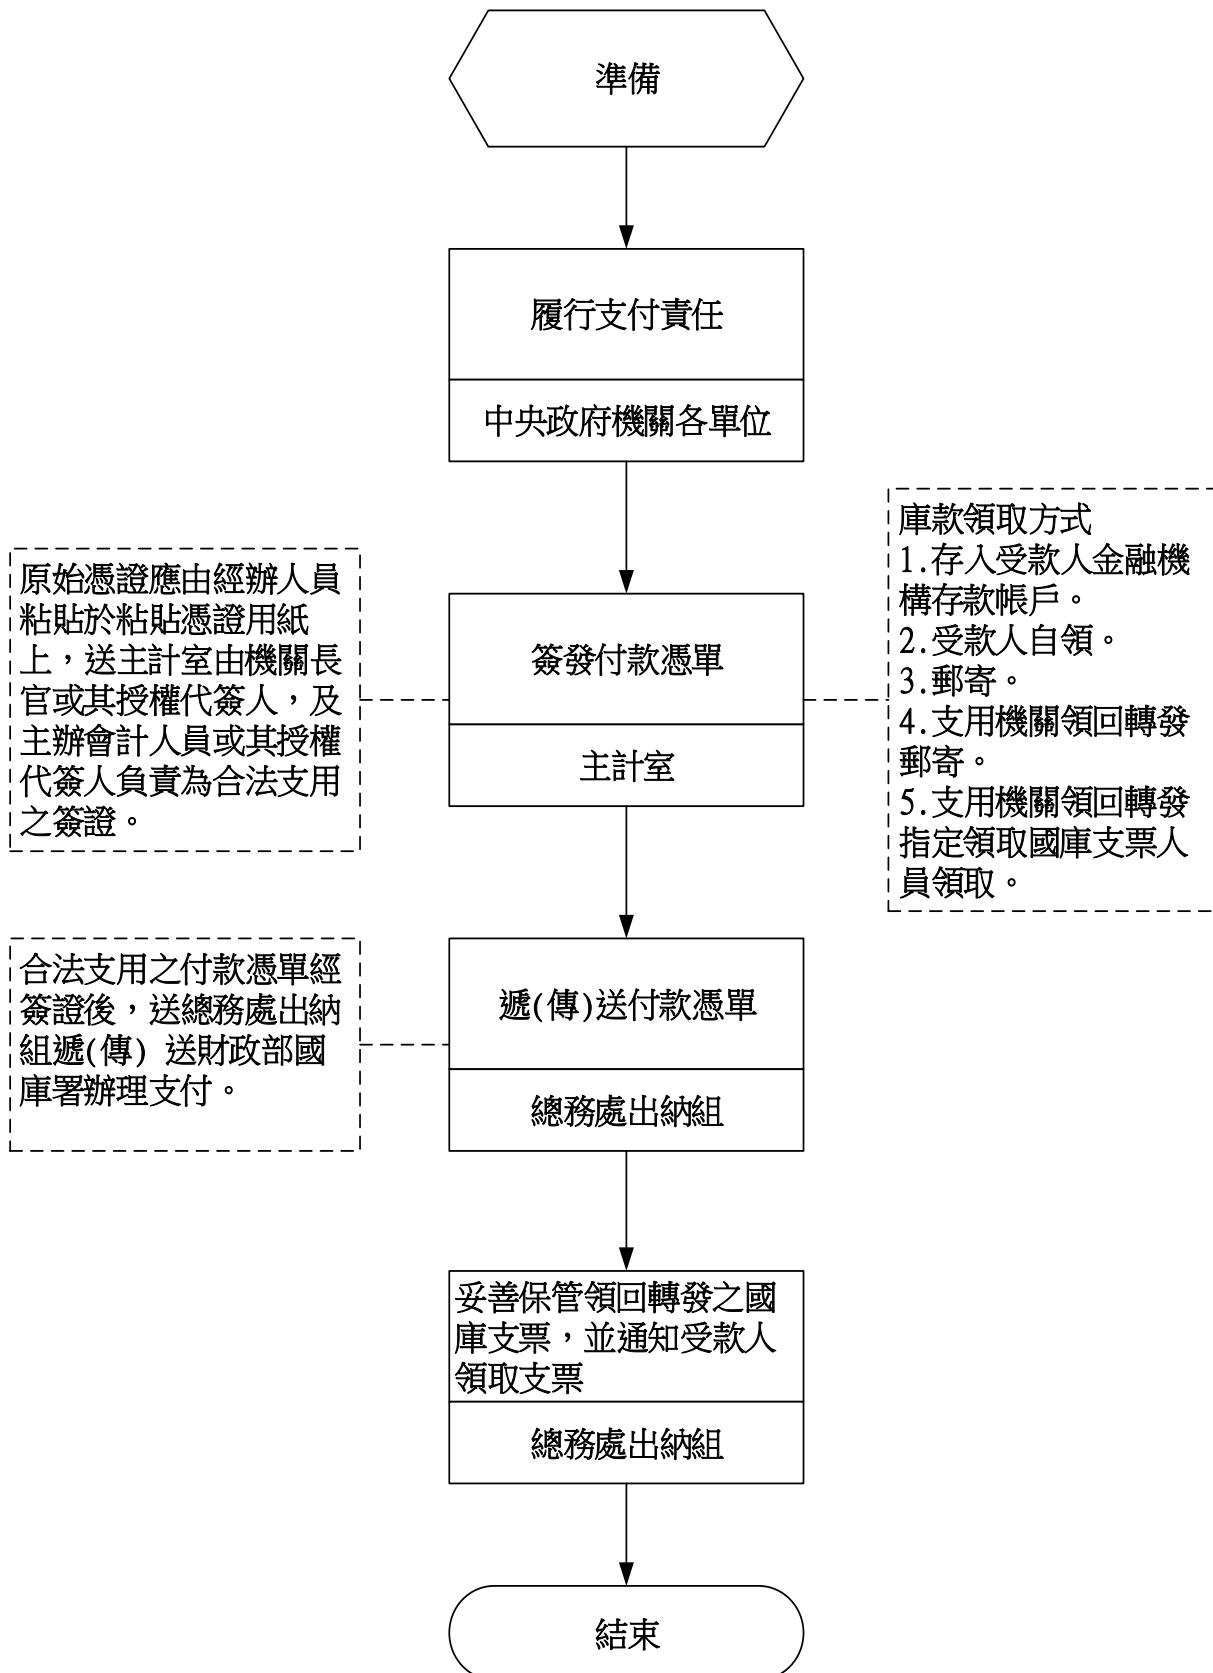 準備
履行支付責任
中央政府機關各單位
原始憑證應由經辦人員
粘貼於粘貼憑證用紙
上，送主計室由機關長
官或其授權代簽人，及
主辦會計人員或其授權
代簽人負責為合法支用
之簽證。
簽發付款憑單
主計室
庫款領取方式
1.存入受款人金融機
構存款帳戶。
2.受款人自領。
3.郵寄。
4.支用機關領回轉發
郵寄。
5.支用機關領回轉發
指定領取國庫支票人
員領取。
合法支用之付款憑單經
簽證後，送總務處出納
組遞(傳) 送財政部國
庫署辦理支付。
遞(傳)送付款憑單
總務處出納組
妥善保管領回轉發之國
庫支票，並通知受款人
領取支票
總務處出納組
結束